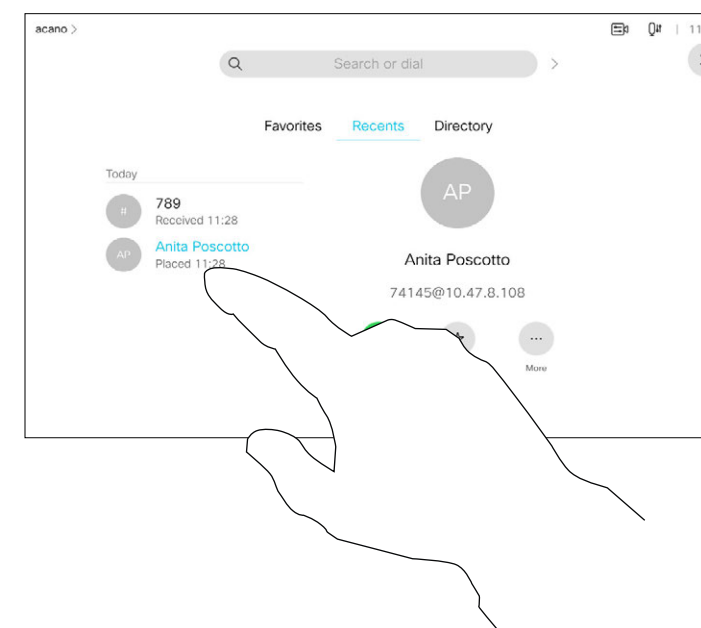 acano >
11
Search or dial >
Favorites Recents Directory
Today
#
789
Received 11:28
AP
Anita Poscotto
Placed 11:28
AP
Anita Poscotto
74145@10.47.8.108
...
More